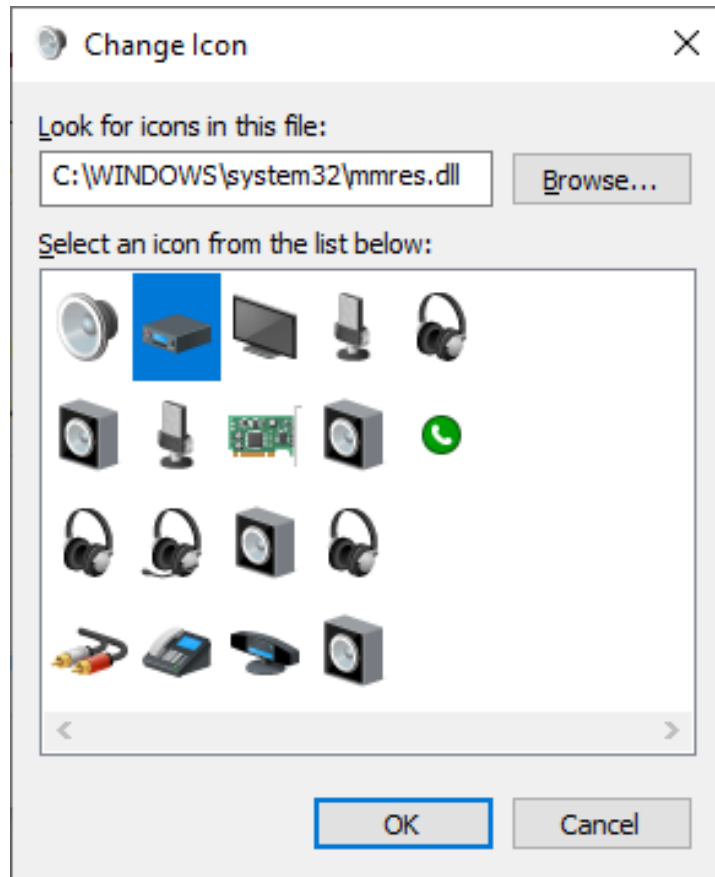 Change Icon
Look for icons in this file:
C:\WINDOWS\system32\mmres.dll
Browse...
Select an icon from the list below:
OK
Cancel